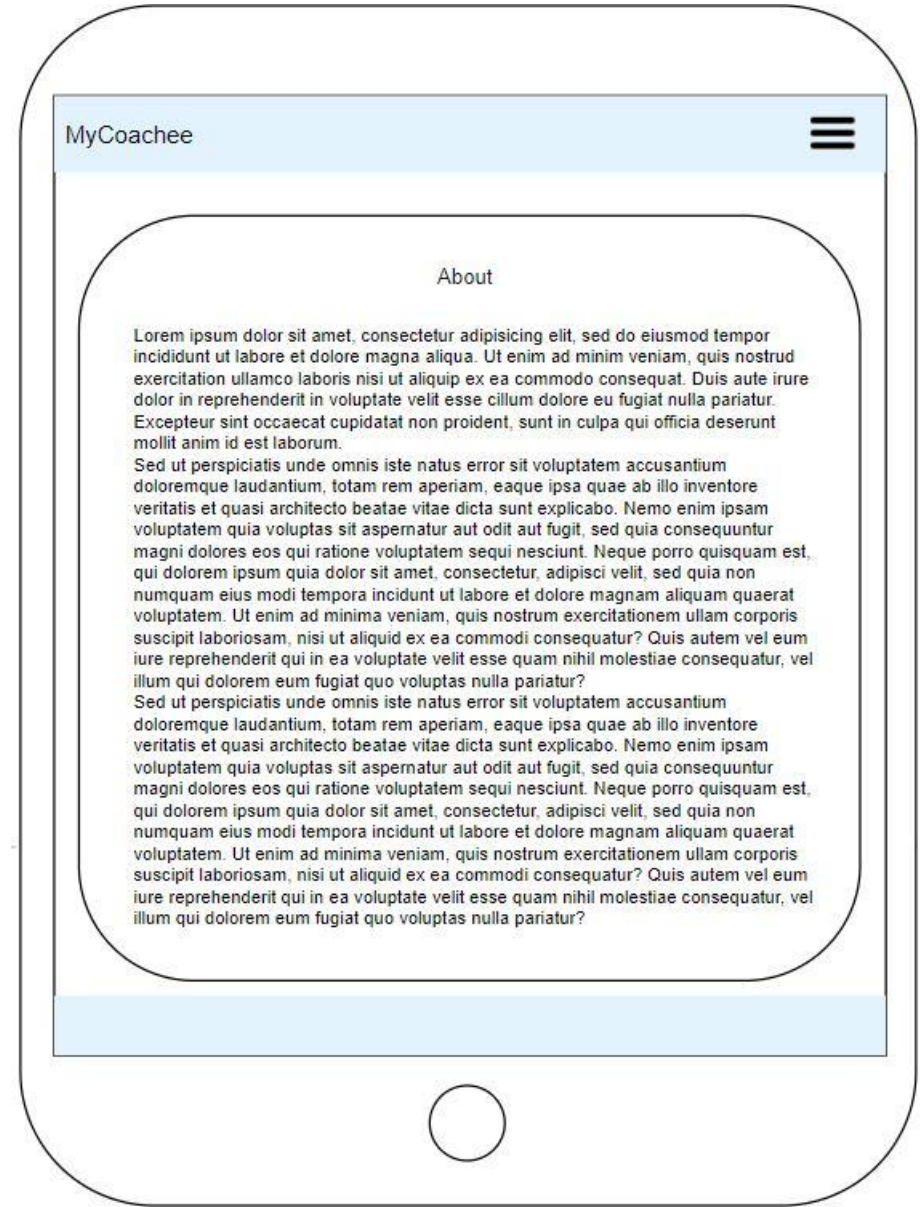 MyCoachee
About
Lorem ipsum dolor sit amet, consectetur adipisicing elit, sed do eiusmod tempor
incididunt ut labore et dolore magna aliqua. Ut enim ad minim veniam, quis nostrud
exercitation ullamco laboris nisi ut aliquip ex ea commodo consequat. Duis aute irure
dolor in reprehenderit in voluptate velit esse cillum dolore eu fugiat nulla pariatur.
Excepteur sint occaecat cupidatat non proident, sunt in culpa qui officia deserunt
mollit anim id est laborum.
Sed ut perspiciatis unde omnis iste natus error sit voluptatem accusantium
doloremque laudantium, totam rem aperiam, eaque ipsa quae ab illo inventore
veritatis et quasi architecto beatae vitae dicta sunt explicabo. Nemo enim ipsam
voluptatem quia voluptas sit aspernatur aut odit aut fugit, sed quia consequuntur
magni dolores eos qui ratione voluptatem sequi nesciunt. Neque porro quisquam est,
qui dolorem ipsum quia dolor sit amet, consectetur, adipisci velit, sed quia non
numquam eius modi tempora incidunt ut labore et dolore magnam aliquam quaerat
voluptatem. Ut enim ad minima veniam, quis nostrum exercitationem ullam corporis
suscipit laboriosam, nisi ut aliquid ex ea commodi consequatur? Quis autem vel eum
iure reprehenderit qui in ea voluptate velit esse quam nihil molestiae consequatur, vel
illum qui dolorem eum fugiat quo voluptas nulla pariatur?
Sed ut perspiciatis unde omnis iste natus error sit voluptatem accusantium
doloremque laudantium, totam rem aperiam, eaque ipsa quae ab illo inventore
veritatis et quasi architecto beatae vitae dicta sunt explicabo. Nemo enim ipsam
voluptatem quia voluptas sit aspernatur aut odit aut fugit, sed quia consequuntur
magni dolores eos qui ratione voluptatem sequi nesciunt. Neque porro quisquam est,
qui dolorem ipsum quia dolor sit amet, consectetur, adipisci velit, sed quia non
numquam eius modi tempora incidunt ut labore et dolore magnam aliquam quaerat
voluptatem. Ut enim ad minima veniam, quis nostrum exercitationem ullam corporis
suscipit laboriosam, nisi ut aliquid ex ea commodi consequatur? Quis autem vel eum
iure reprehenderit qui in ea voluptate velit esse quam nihil molestiae consequatur, vel
illum qui dolorem eum fugiat quo voluptas nulla pariatur?